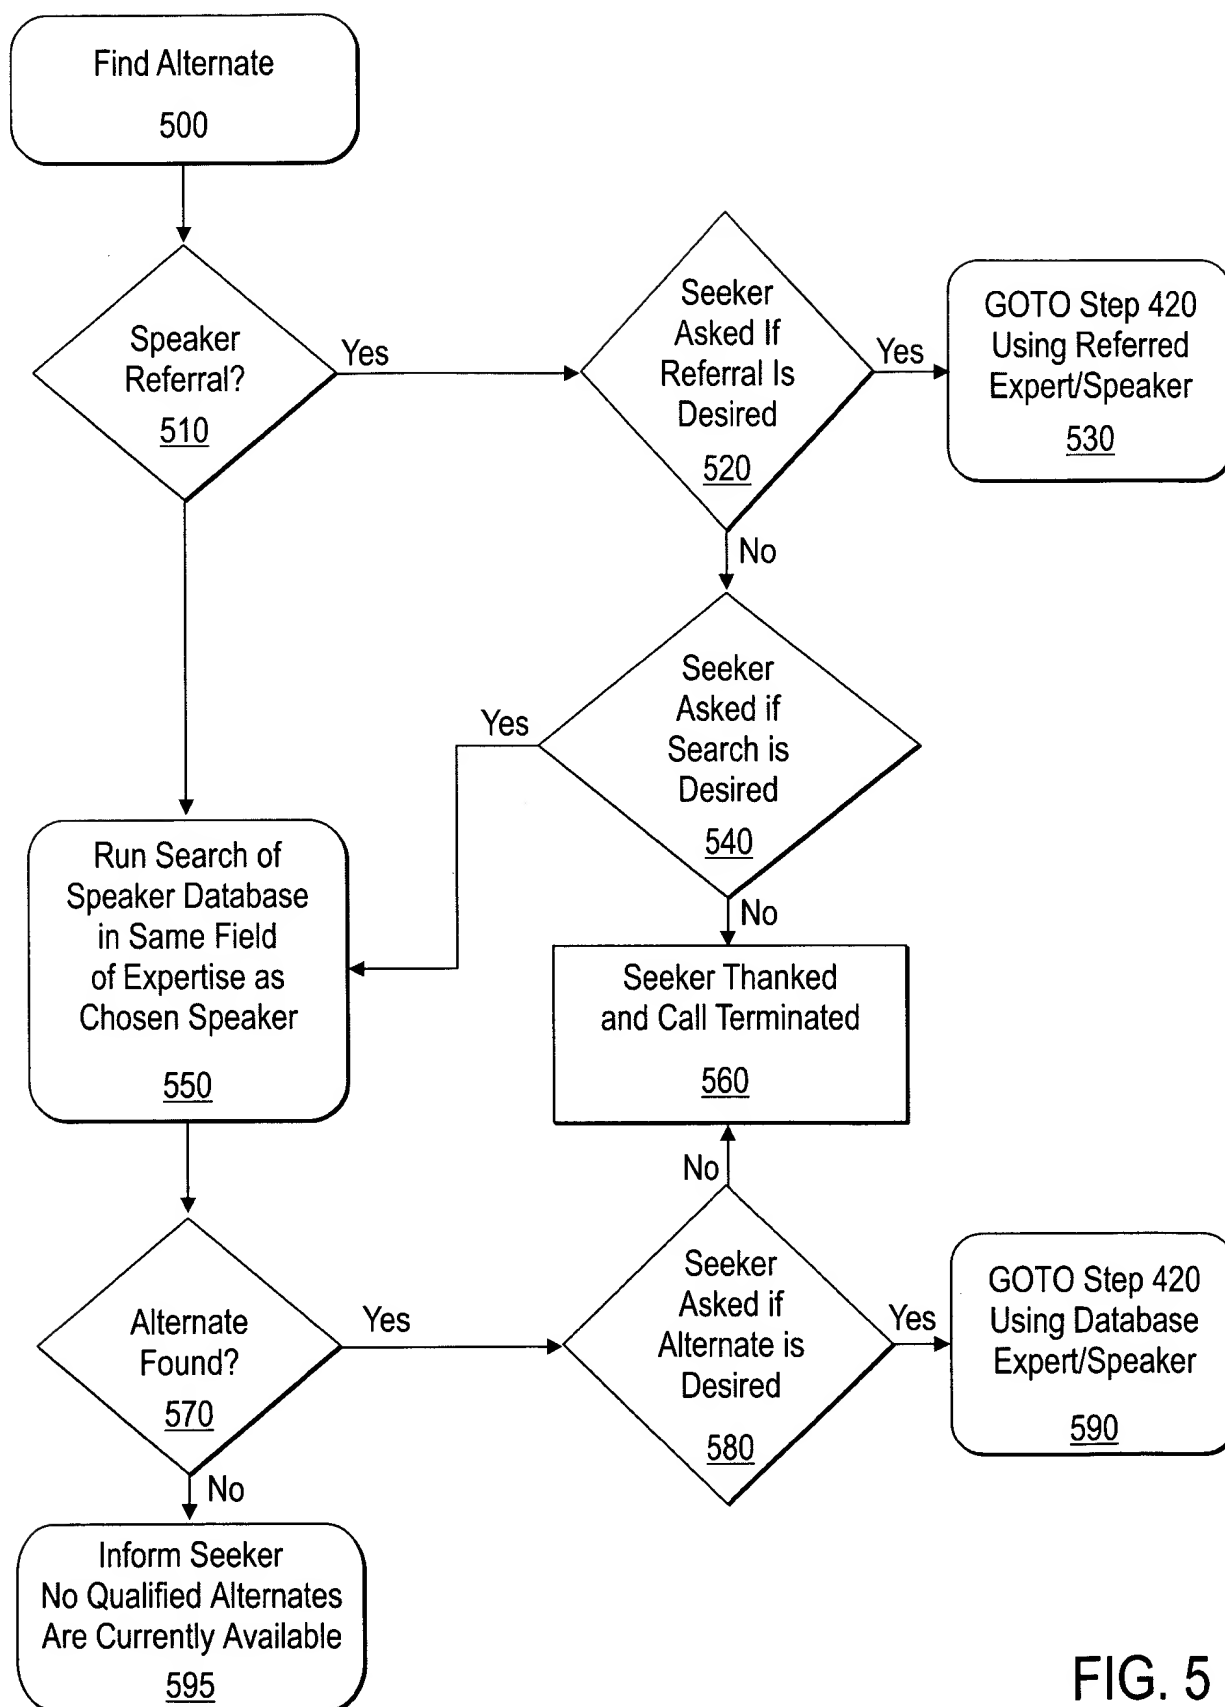 Find Alternate
500
Speaker
Referral?
510
Yes
Seeker
Asked If
Referral Is
Desired
520
Yes
GOTO Step 420
Using Referred
Expert/Speaker
530
No
Seeker
Asked if
Search is
Desired
540
Yes
No
Run Search of
Speaker Database
in Same Field
of Expertise as
Chosen Speaker
550
Seeker Thanked
and Call Terminated
560
No
Alternate
Found?
570
Yes
Seeker
Asked if
Alternate is
Desired
580
Yes
GOTO Step 420
Using Database
Expert/Speaker
590
No
Inform Seeker
No Qualified Alternates
Are Currently Available
595
FIG. 5